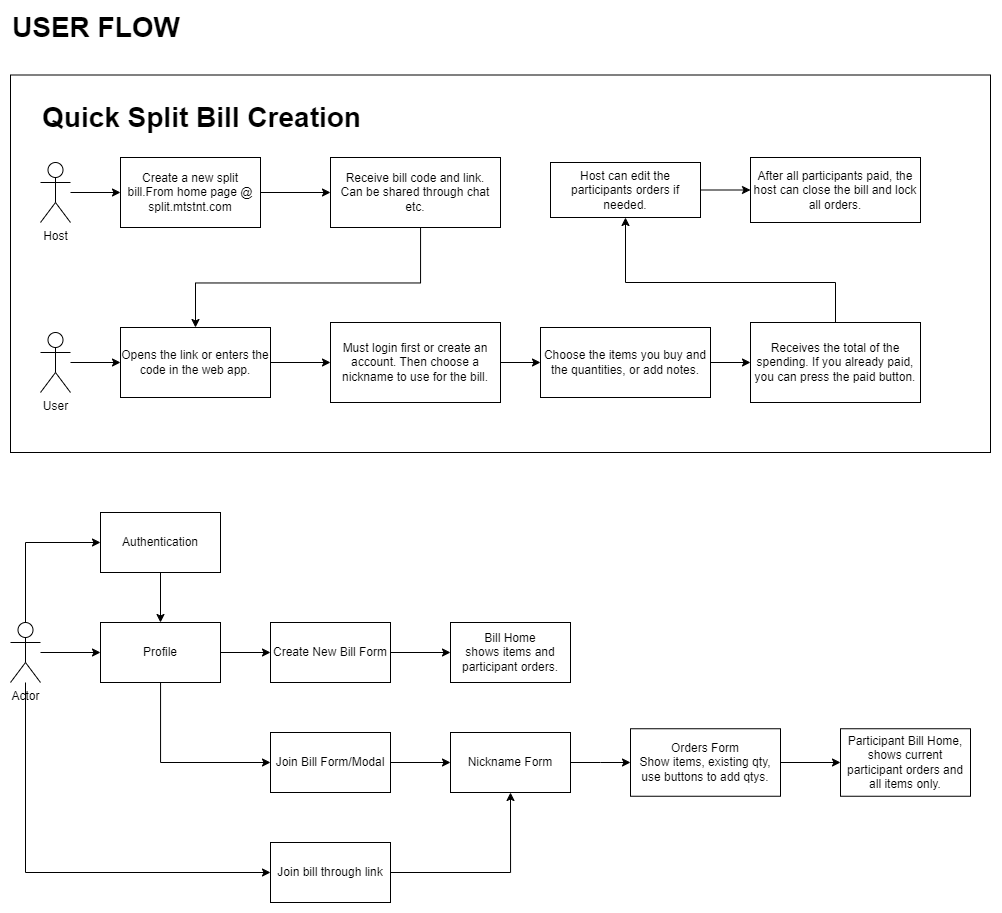 USER FLOW
Quick Split Bill Creation
Host
Create a new split
bill.From home page @
split.mtstnt.com
Receive bill code and link.
Can be shared through chat
etc.
Host can edit the
participants orders if
needed.
After all participants paid, the
host can close the bill and lock
all orders.
User
Opens the link or enters the
code in the web app.
Must login first or create an
account. Then choose a
nickname to use for the bill.
Choose the items you buy and
the quantities, or add notes.
Receives the total of the
spending. If you already paid,
you can press the paid button.
Authentication
Actor
Profile
Create New Bill Form
Bill Home
shows items and
participant orders.
Join Bill Form/Modal
Nickname Form
Orders Form
Show items, existing qty,
use buttons to add qtys.
Participant Bill Home,
shows current
participant orders and
all items only.
Join bill through link